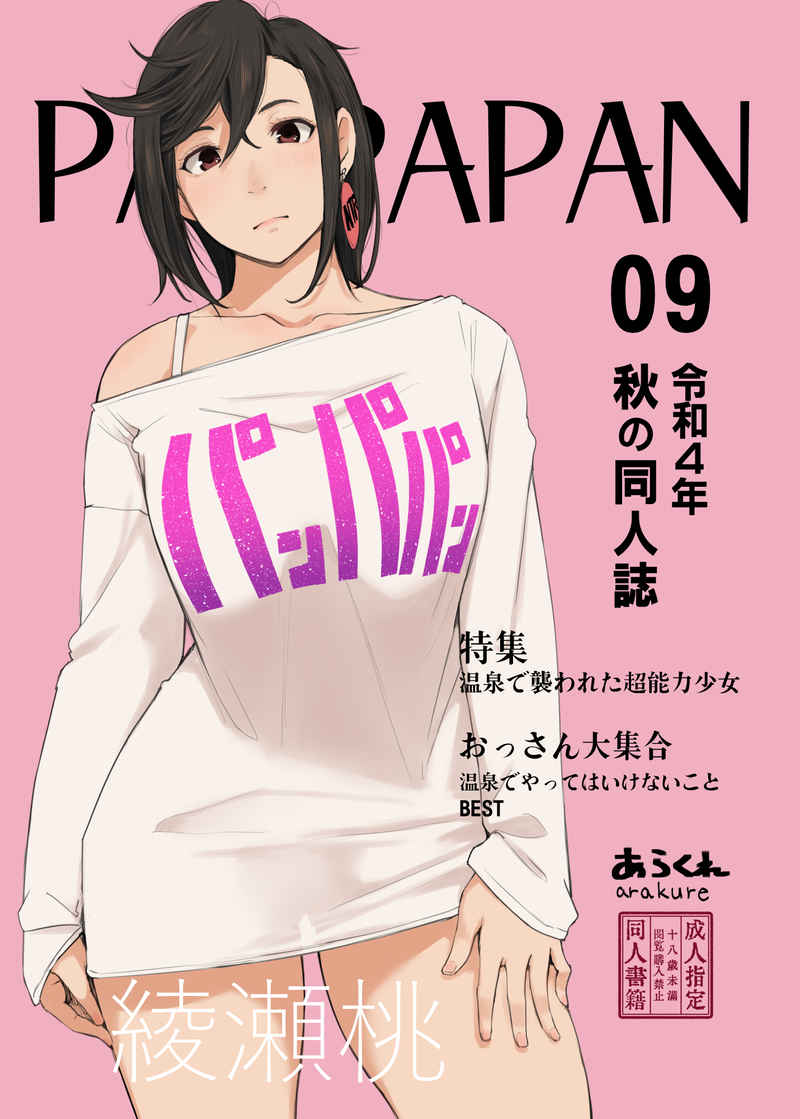 PA APAN
09
令和4年
秋の同人誌
NTR
パンパパン
特集
温泉で襲われた超能力少女
おっさん大集合
温泉でやってはいけないこと
BEST
あらくれ
arakure
成人指定
十八歳未満
閲覧購入禁止
同人書籍
綾瀬桃